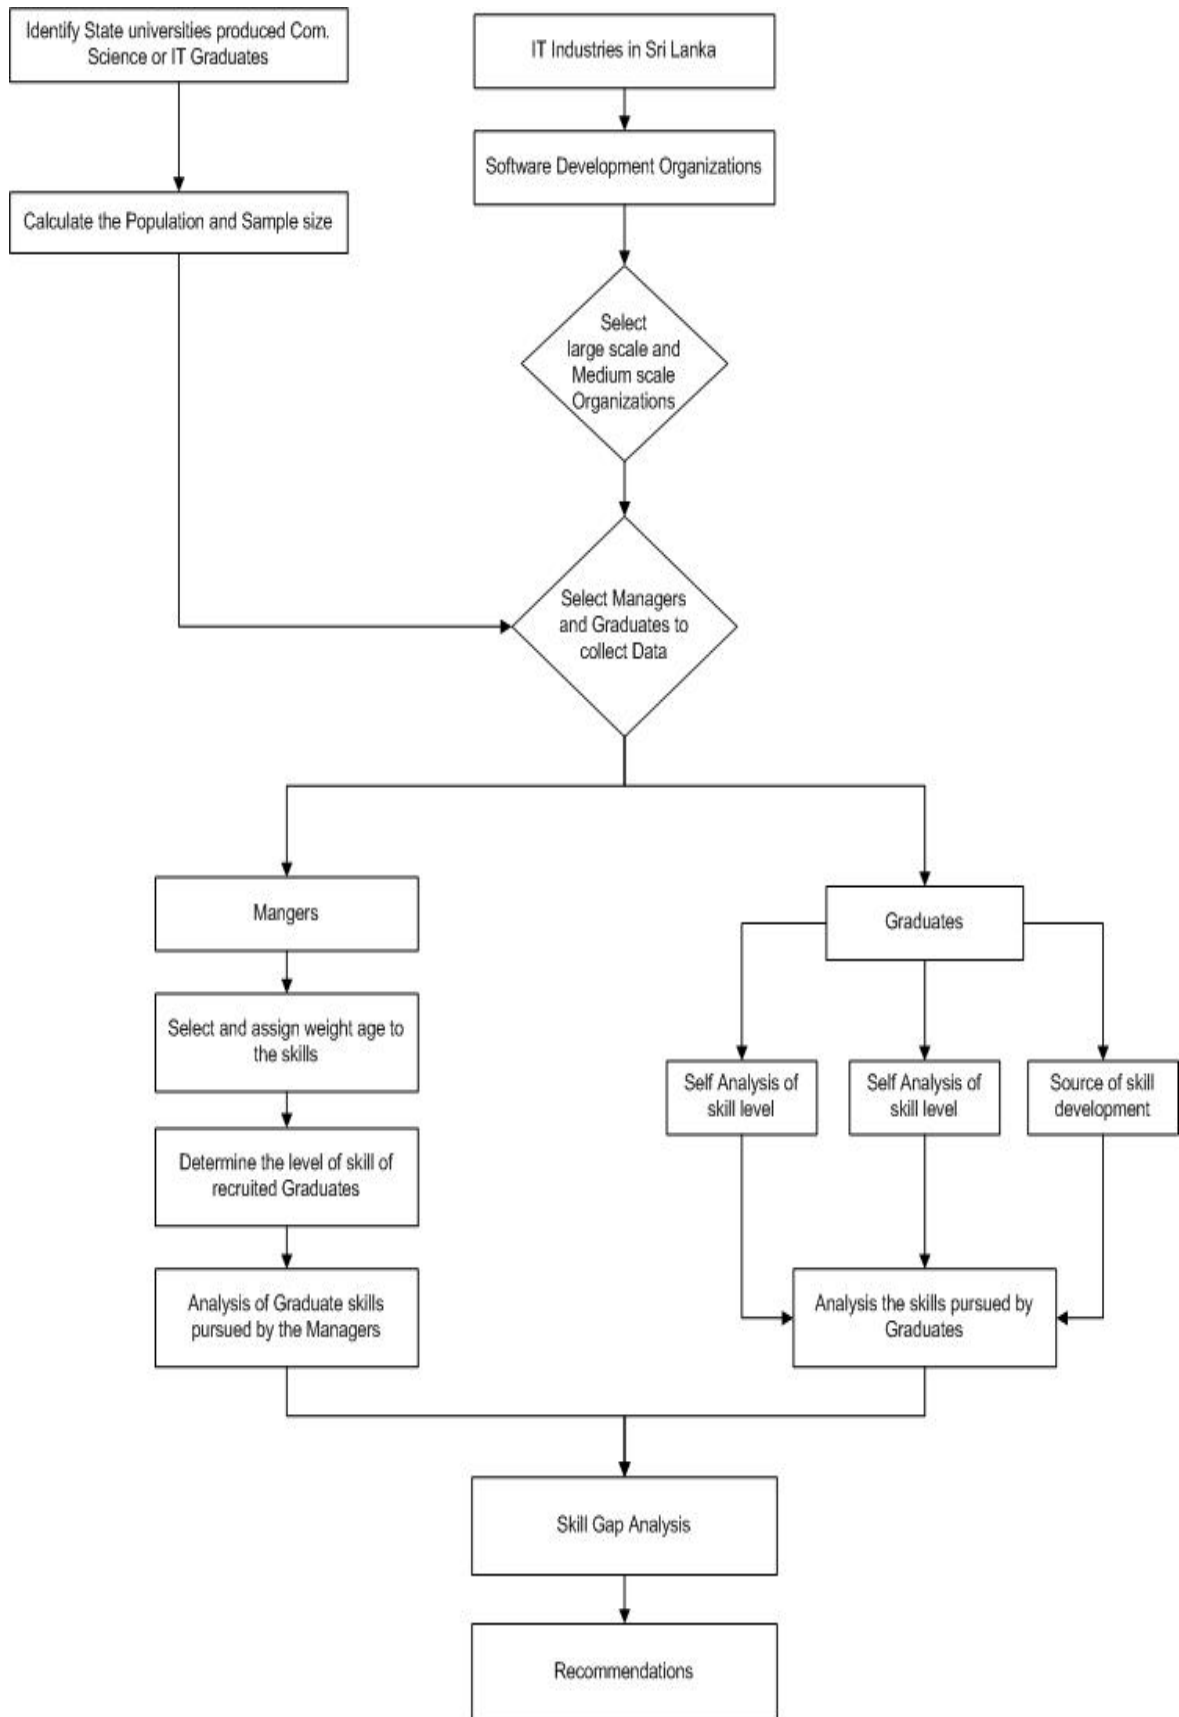 Identify State universities produced Com.
Science or IT Graduates
IT Industries in Sri Lanka
Software Development Organizations
Calculate the Population and Sample size
Select
large scale and
Medium scale
Organizations
Select Managers
and Graduates to
collect Data
Mangers
Graduates
Select and assign weight age to
the skills
Self Analysis of
skill level
Self Analysis of
skill level
Source of skill
development
Determine the level of skill of
recruited Graduates
Analysis of Graduate skills
pursued by the Managers
Analysis the skills pursued by
Graduates
Skill Gap Analysis
Recommendations